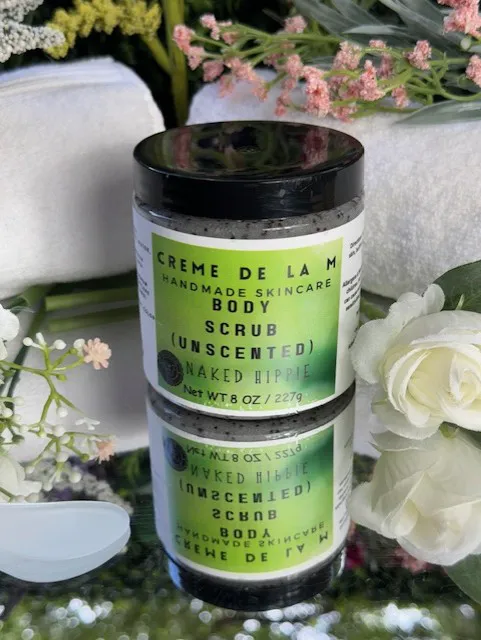 CREME DE LA M
HANDMADE SKINCARE
BODY
SCRUB
(UNSCENTED)
NAKED HIPPIE
Net WT 8 OZ / 227g